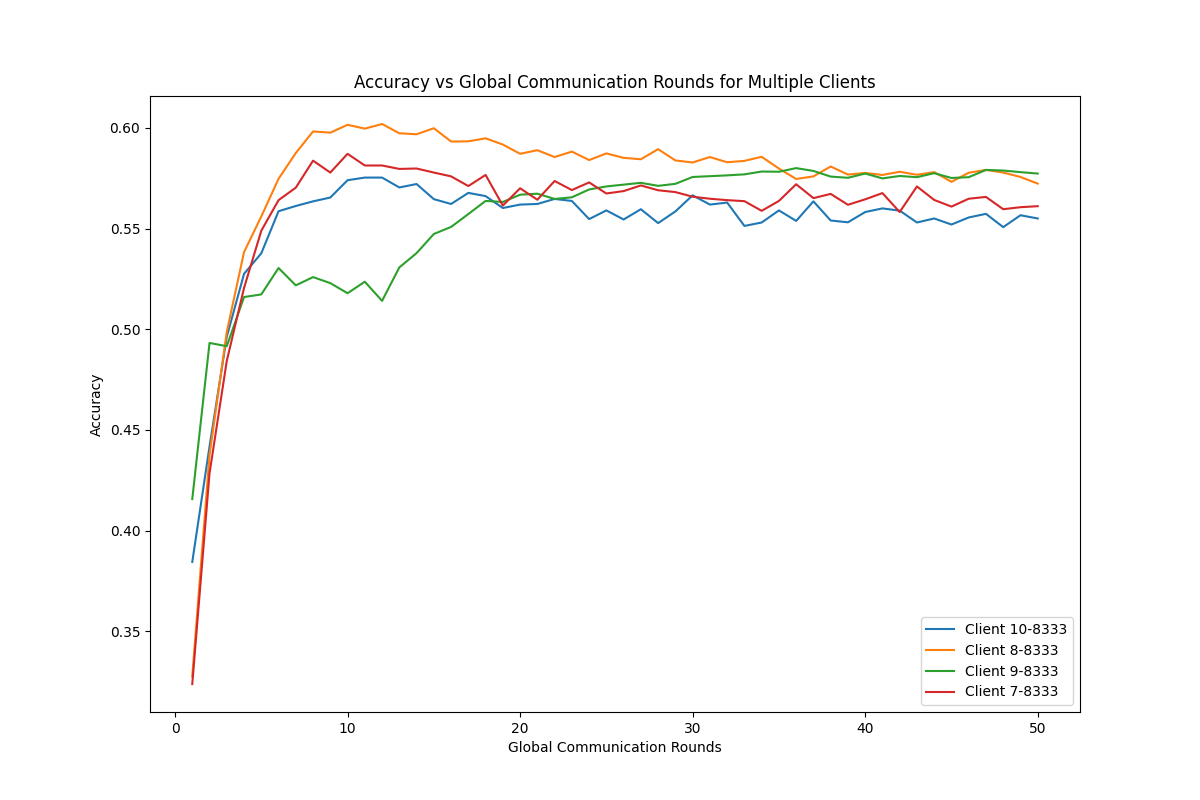 Accuracy vs Global Communication Rounds for Multiple Clients
0.60
0.55
0.50
0.45
0.40
0.35
Accuracy
0 10 20 30 40 50
Global Communication Rounds
Client 10-8333
Client 8-8333
Client 9-8333
Client 7-8333